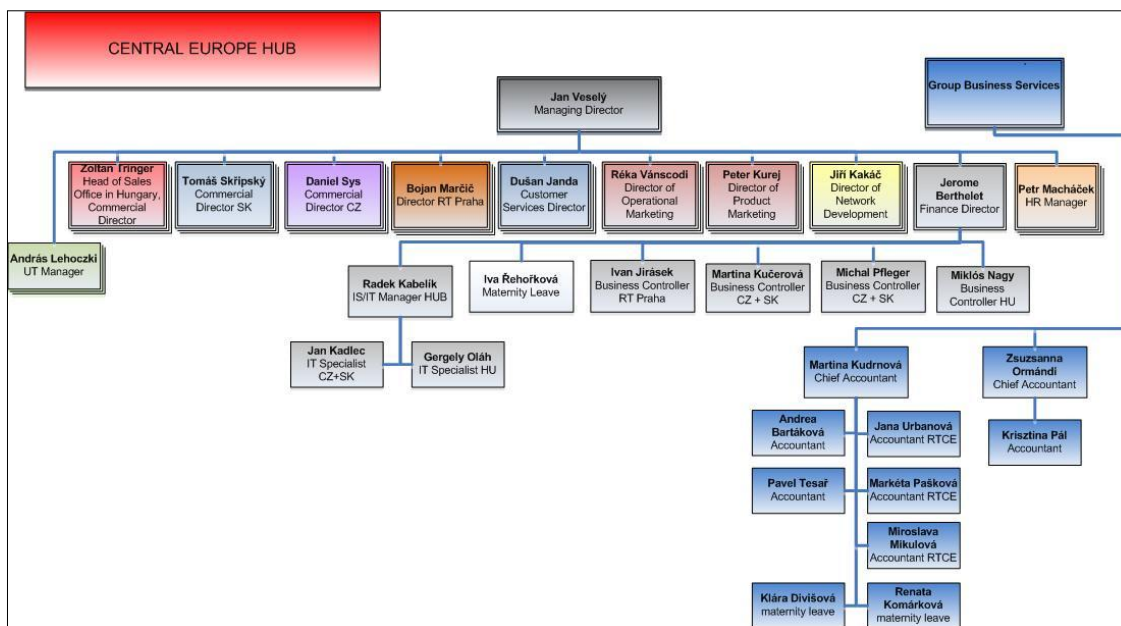 CENTRAL EUROPE HUB
Group Business Services
Jan Veselý
Managing Director
Zoltan Tringer
Head of Sales
Office in Hungary,
Commercial
Director
Tomáš Skřipský
Commercial
Director SK
Daniel Sys
Commercial
Director CZ
Bojan Marčič
Director RT Praha
Dušan Janda
Customer
Services Director
Réka Vánscodi
Director of
Operational
Marketing
Peter Kurej
Director of
Product
Marketing
Jiří Kakáč
Director of
Network
Development
Jerome
Berthelet
Finance Director
Petr Macháček
HR Manager
András Lehoczki
UT Manager
Radek Kabelík
IS/IT Manager HUB
Iva Řehořková
Maternity Leave
Ivan Jirásek
Business Controller
RT Praha
Martina Kučerová
Business Controller
CZ + SK
Michal Pfleger
Business Controller
CZ + SK
Miklós Nagy
Business
Controller HU
Jan Kadlec
IT Specialist
CZ+SK
Gergely Oláh
IT Specialist HU
Martina Kudrnová
Chief Accountant
Zsuzsanna
Ormándi
Chief Accountant
Andrea
Bartáková
Accountant
Jana Urbanová
Accountant RTCE
Krisztina Pál
Accountant
Pavel Tesař
Accountant
Markéta Pašková
Accountant RTCE
Miroslava
Mikulová
Accountant RTCE
Klára Divišová
maternity leave
Renata
Komárková
maternity leave